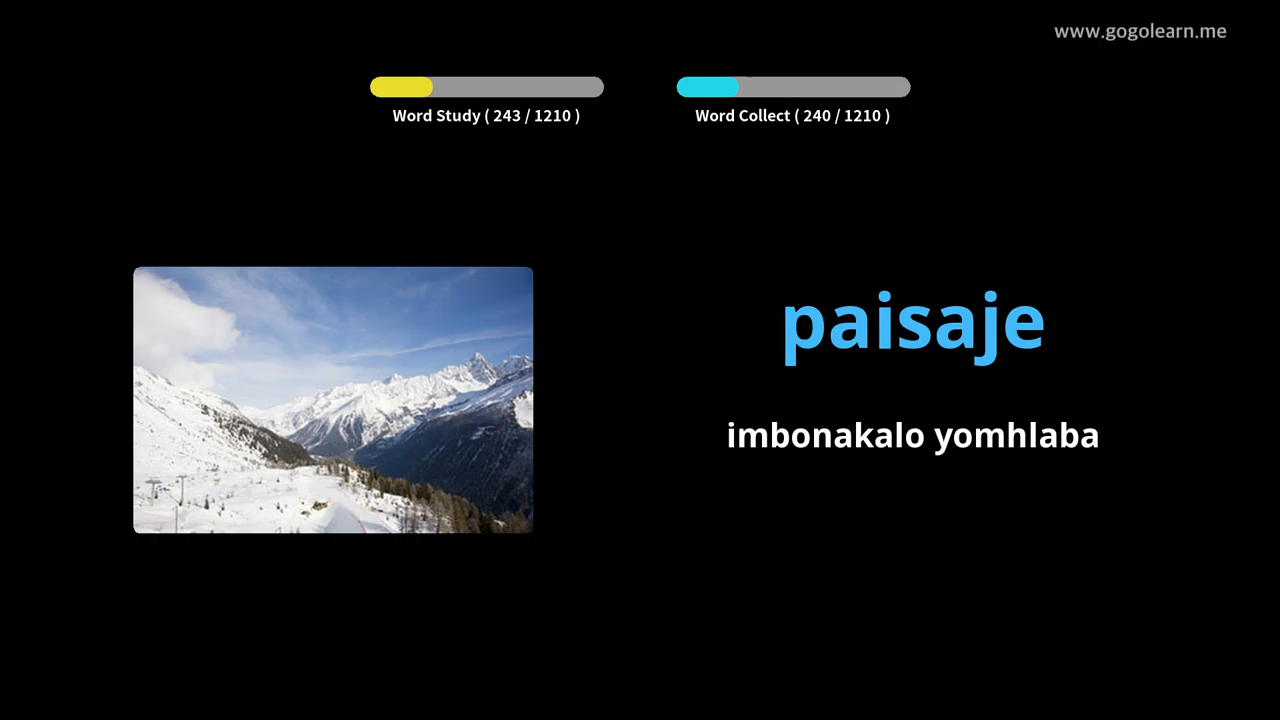 www.gogolearn.me
Word Study ( 243 / 1210 )
Word Collect ( 240 / 1210 )
paisaje
imbonakalo yomhlaba